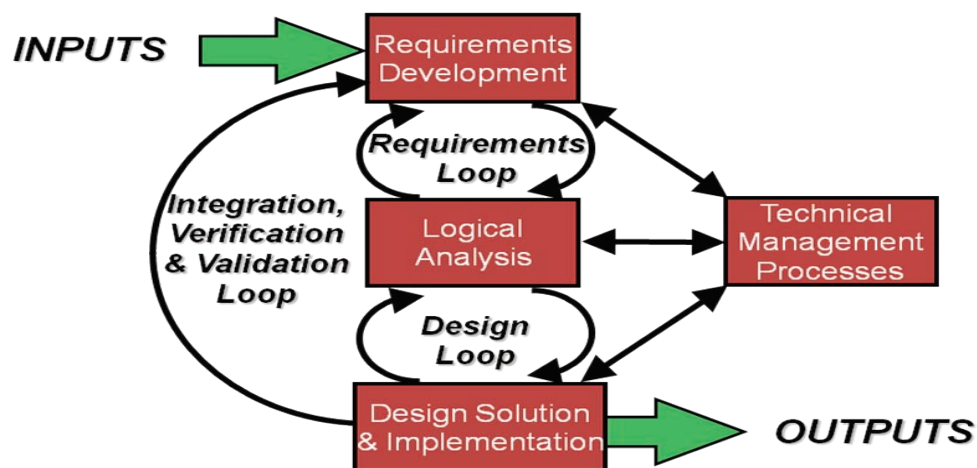 INPUTS
Requirements
Development
Requirements
Loop
Integration,
Verification
& Validation
Loop
Logical
Analysis
Technical
Management
Processes
Design
Loop
Design Solution
& Implementation
OUTPUTS